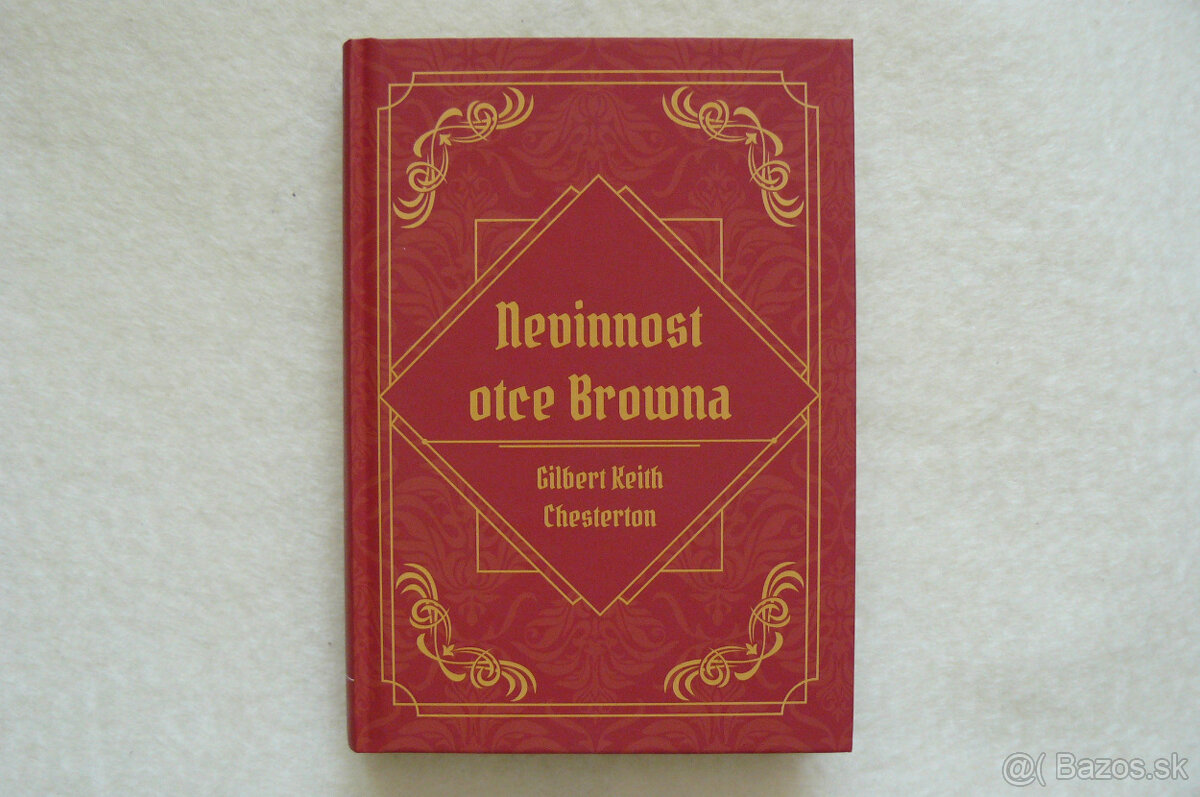 Nevinnost
otce Browna
Gilbert Keith
Chesterton
@( Bazos.sk